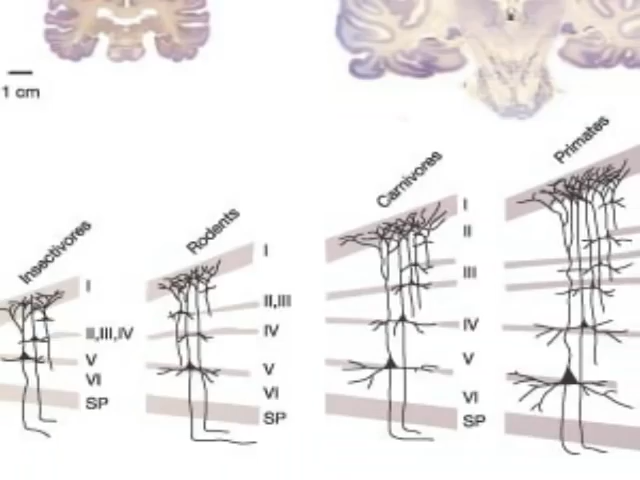 1 cm
Insectivores
I
II,III,IV
V
VI
SP
Rodents
I
II,III
IV
V
VI
SP
Carnivores
I
II
III
IV
V
VI
SP
Primates